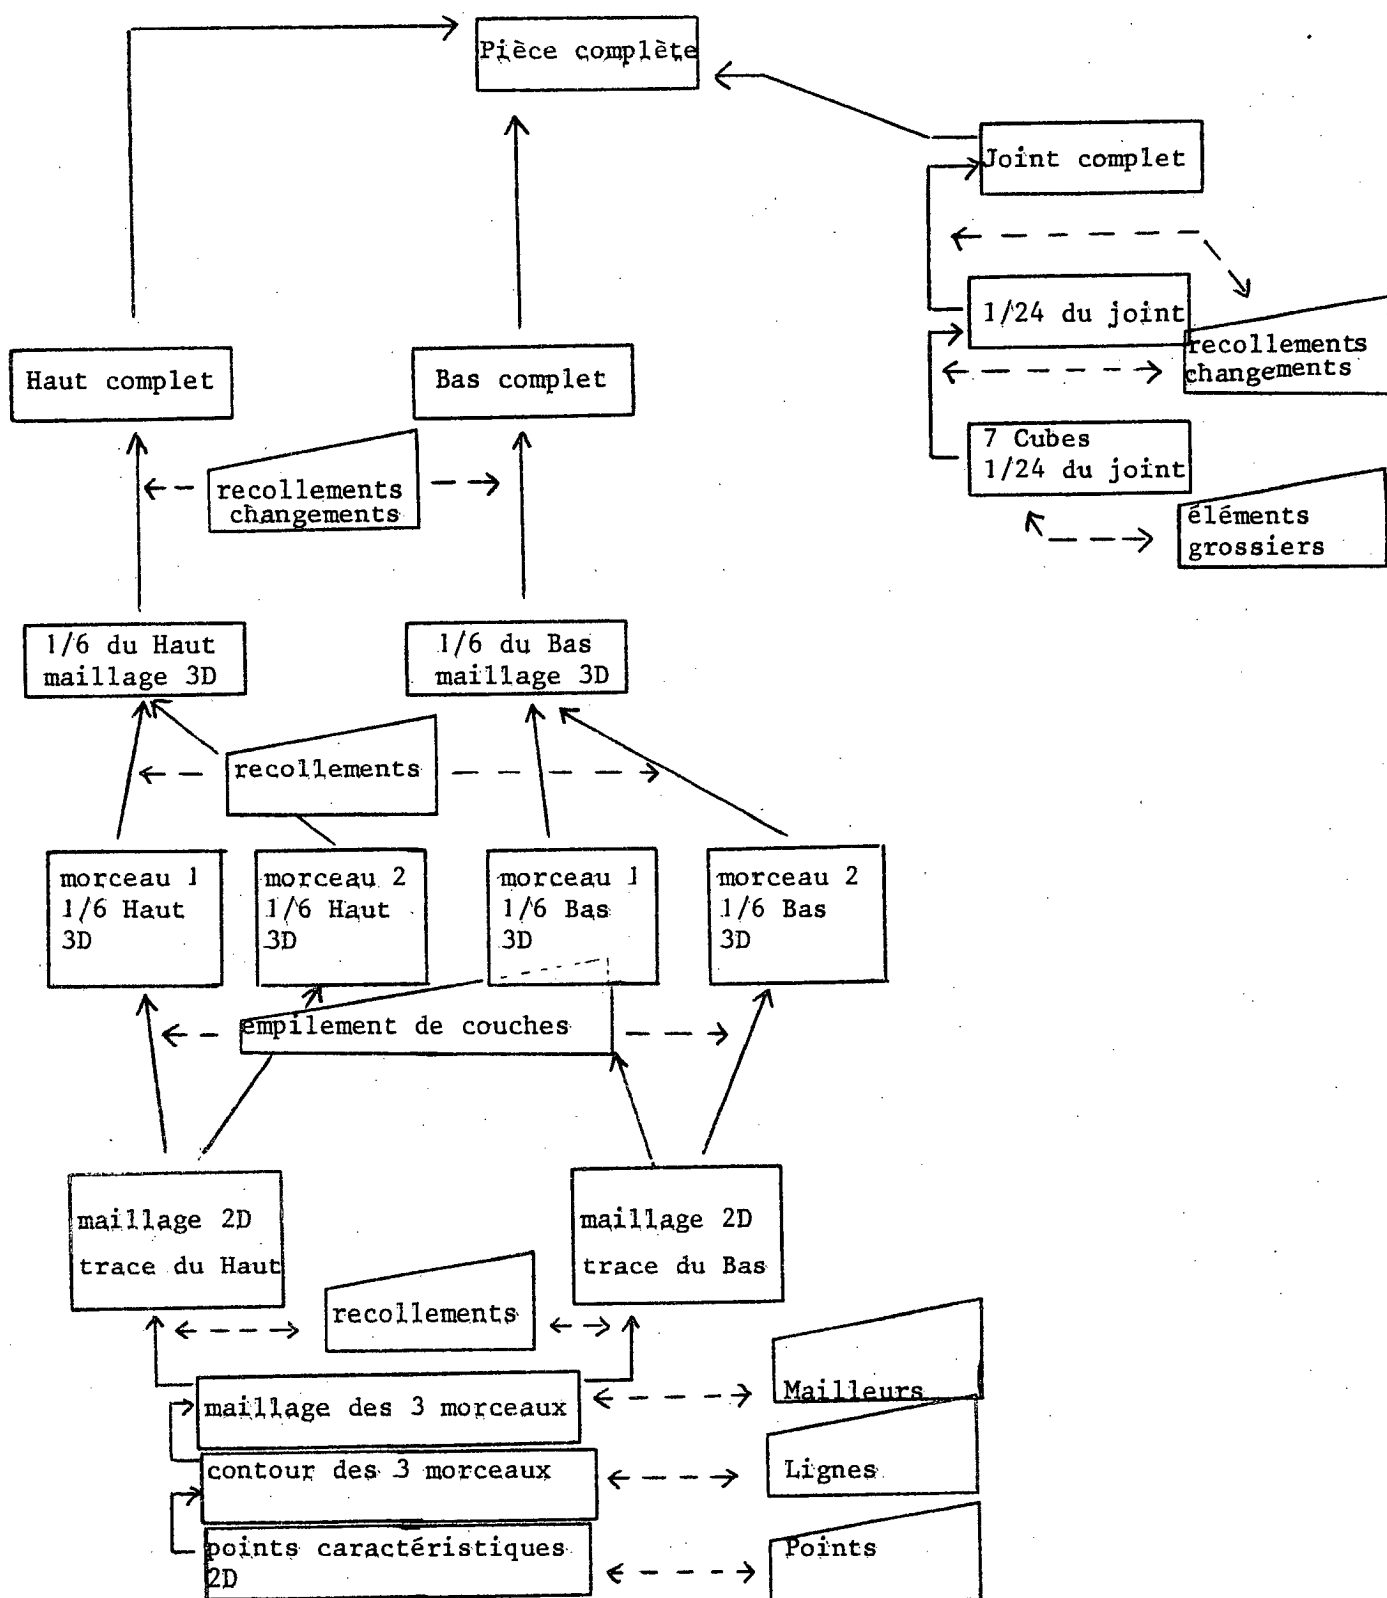 Pièce complète
Joint complet
1/24 du joint
recollements
changements
Haut complet
Bas complet
7 Cubes
1/24 du joint
recollements
changements
éléments
grossiers
1/6 du Haut
maillage 3D
1/6 du Bas
maillage 3D
recollements
morceau 1
1/6 Haut
3D
morceau 2
1/6 Haut
3D
morceau 1
1/6 Bas
3D
morceau 2
1/6 Bas
3D
empilement de couches
maillage 2D
trace du Haut
maillage 2D
trace du Bas
recollements
maillage des 3 morceaux
Mailleurs
contour des 3 morceaux
Lignes
points caractéristiques
2D
Points